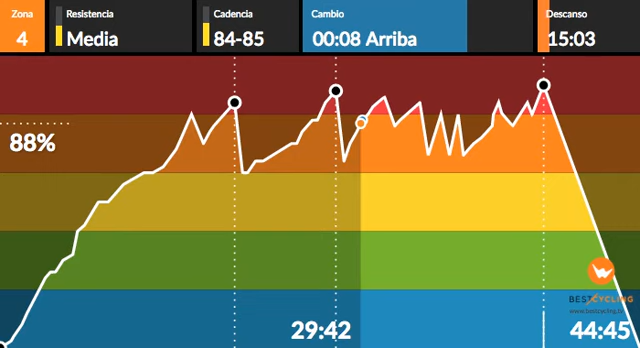 Zona
4
Resistencia
Media
Cadencia
84-85
Cambio
00:08 Arriba
Descanso
15:03
88%
BESTCYCLING
29:42
44:45